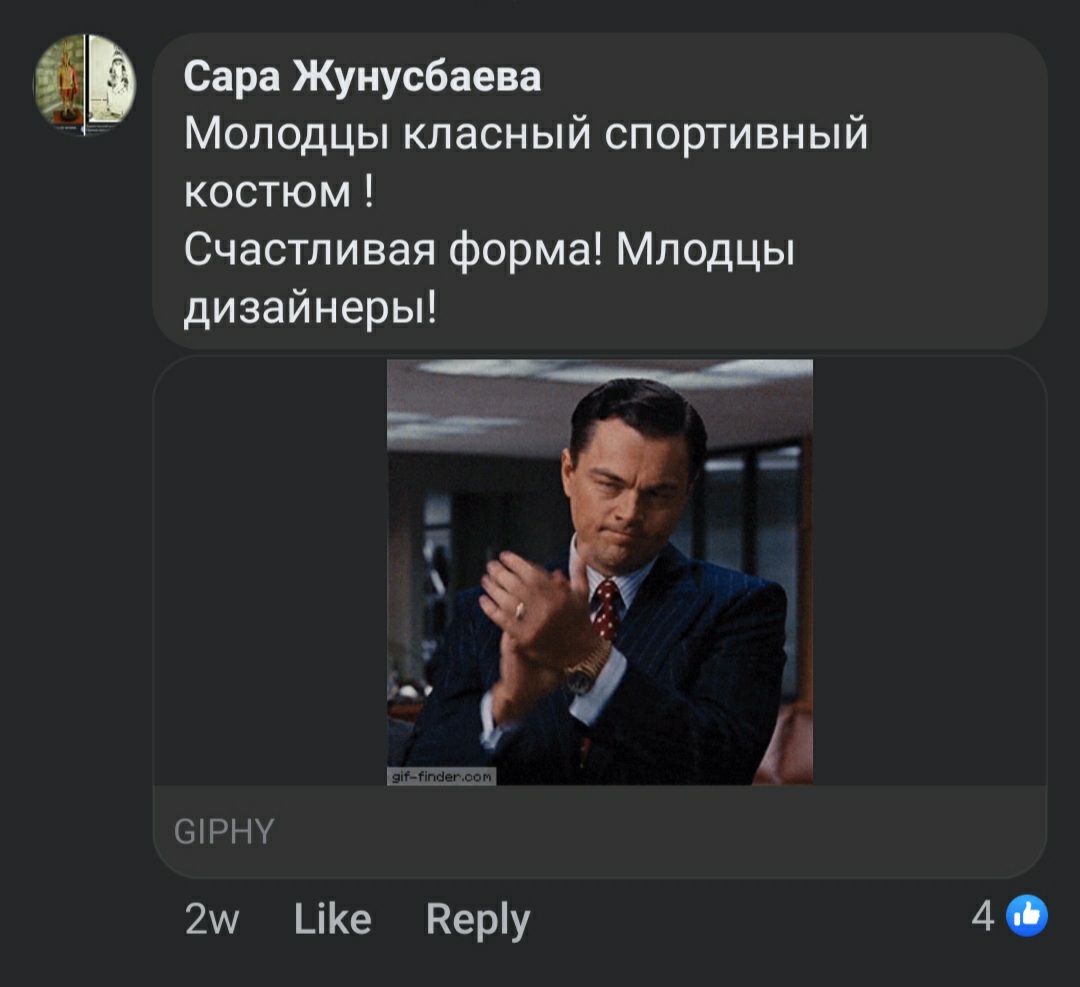 Сара Жунусбаева
Молодцы класный спортивный
костюм !
Счастливая форма! Млодцы
дизайнеры!
gif-finder.com
GIPHY
2w Like Reply 4